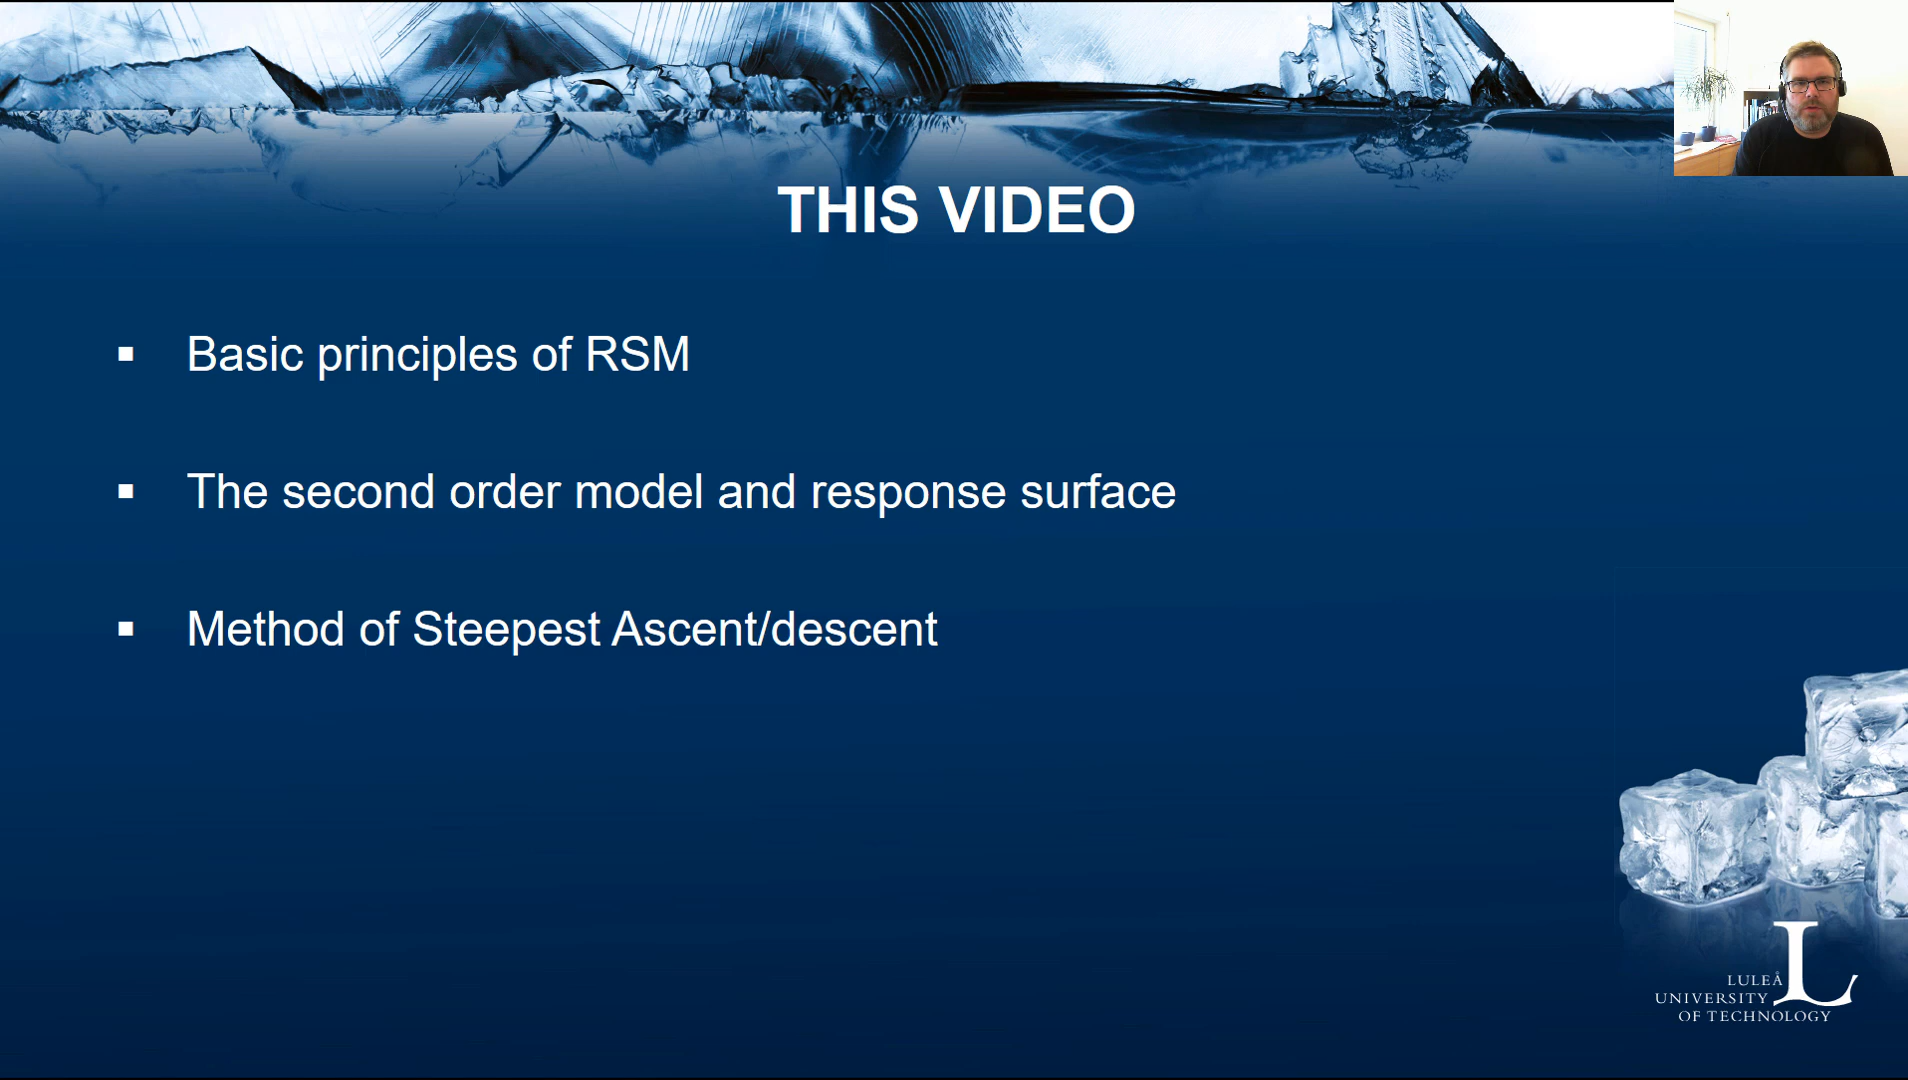 THIS VIDEO
▪ Basic principles of RSM
▪ The second order model and response surface
▪ Method of Steepest Ascent/descent
LULEÅ
UNIVERSITY
OF TECHNOLOGY